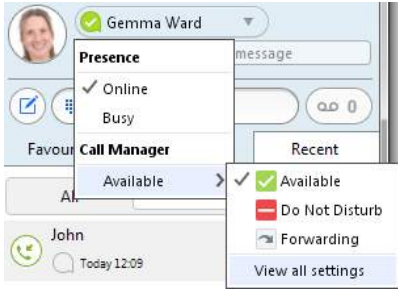 Gemma Ward
Presence
message
Online
Busy
0
Call Manager
Favour
Recent
Available
Available
Al
Do Not Disturb
John
Forwarding
Today 12:09
View all settings